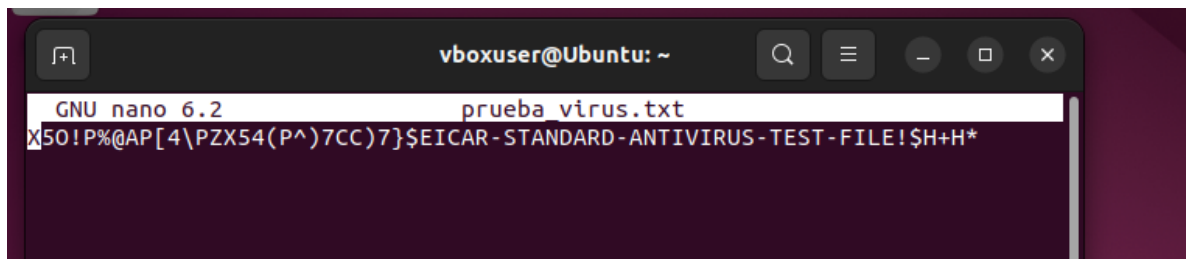 vboxuser@Ubuntu: ~
GNU nano 6.2 prueba_virus.txt
X5O!P%@AP[4\PZX54(P^)7CC)7}$EICAR-STANDARD-ANTIVIRUS-TEST-FILE!$H+H*